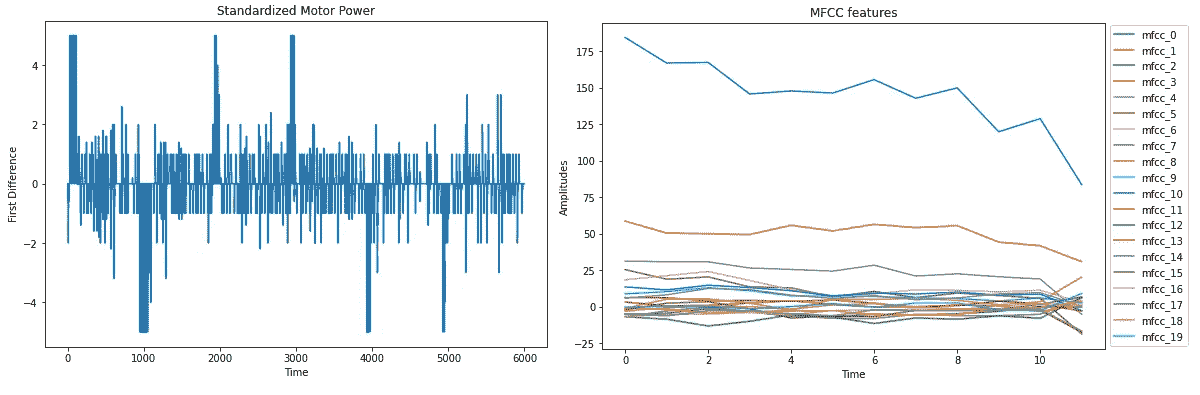 Standardized Motor Power
First Difference
4
2
0
−2
−4
0
1000
2000
3000
4000
5000
6000
Time
MFCC features
Amplitudes
175
150
125
100
75
50
25
0
−25
0
2
4
6
8
10
Time
mfcc_0
mfcc_1
mfcc_2
mfcc_3
mfcc_4
mfcc_5
mfcc_6
mfcc_7
mfcc_8
mfcc_9
mfcc_10
mfcc_11
mfcc_12
mfcc_13
mfcc_14
mfcc_15
mfcc_16
mfcc_17
mfcc_18
mfcc_19